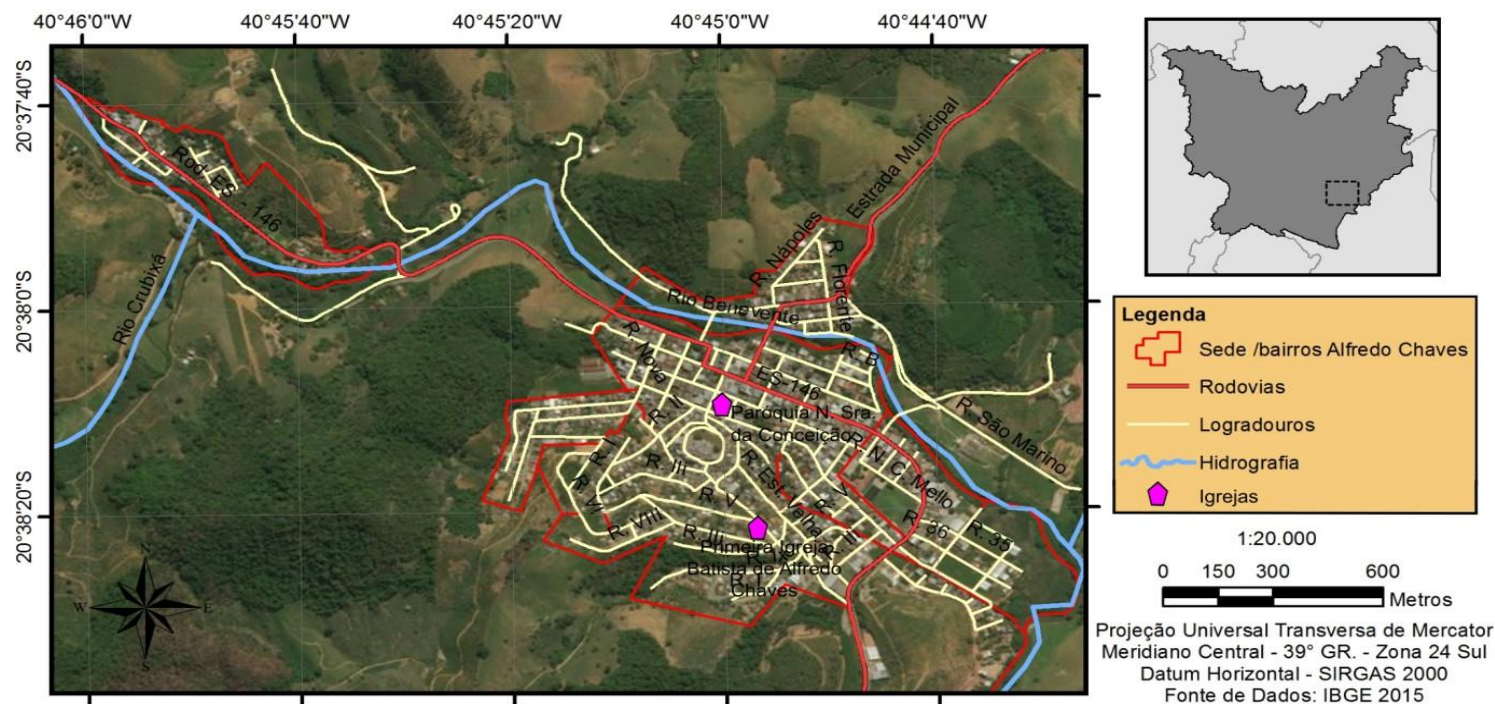 40°46'0"W
40°45'40"W
40°45'20"W
40°45'0"W
40°44'40"W
20°37'40"S
20°38'0"S
20°38'20"S
Rod. ES - 146
Rio Crubixá
Estrada Municipal
R. Nápoles
R. Florente
Rio Benevente
R. B
R. Nova
ES-146
R. II
Paróquia N. Sra.
da Conceição
R. São Marino
R. I
R. III
R. N. C. Mello
R. VI
R. V
R. Est. Velha
R. V
R. VIII
R. III
R. III
R. 36
R. 35
Primeira Igreja
Batista de Alfredo
Chaves
R. I
N
W
E
S
Legenda
Sede /bairros Alfredo Chaves
Rodovias
Logradouros
Hidrografia
Igrejas
1:20.000
0 150 300 600
Metros
Projeção Universal Transversa de Mercator
Meridiano Central - 39° GR. - Zona 24 Sul
Datum Horizontal - SIRGAS 2000
Fonte de Dados: IBGE 2015